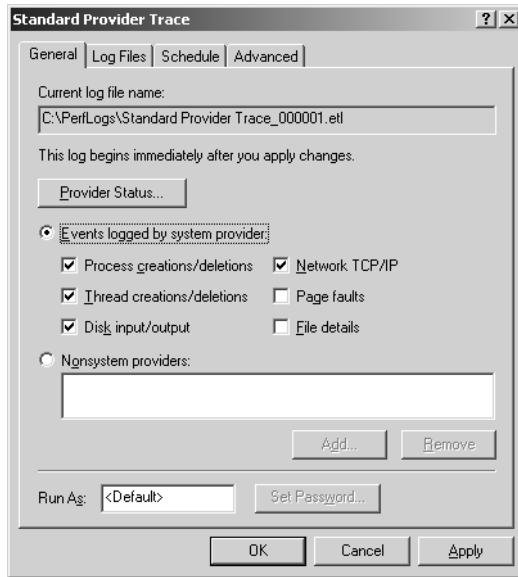 Standard Provider Trace
General Log Files Schedule Advanced
Current log file name:
C:\PerfLogs\Standard Provider Trace_000001.etl
This log begins immediately after you apply changes.
Provider Status...
Events logged by system provider:
Process creations/deletions Network TCP/IP
Thread creations/deletions Page faults
Disk input/output File details
Nonsystem providers:
Add... Remove
Run As: <Default> Set Password...
OK Cancel Apply